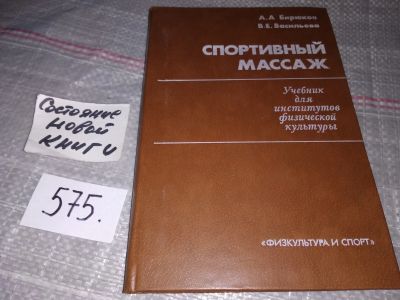 А. А. Бирюков
В. Е. Васильева
СПОРТИВНЫЙ
МАССАЖ
Учебник
для
институтов
физической
культуры
«ФИЗКУЛЬТУРА И СПОРТ»
Состояние
новой
книги
575.